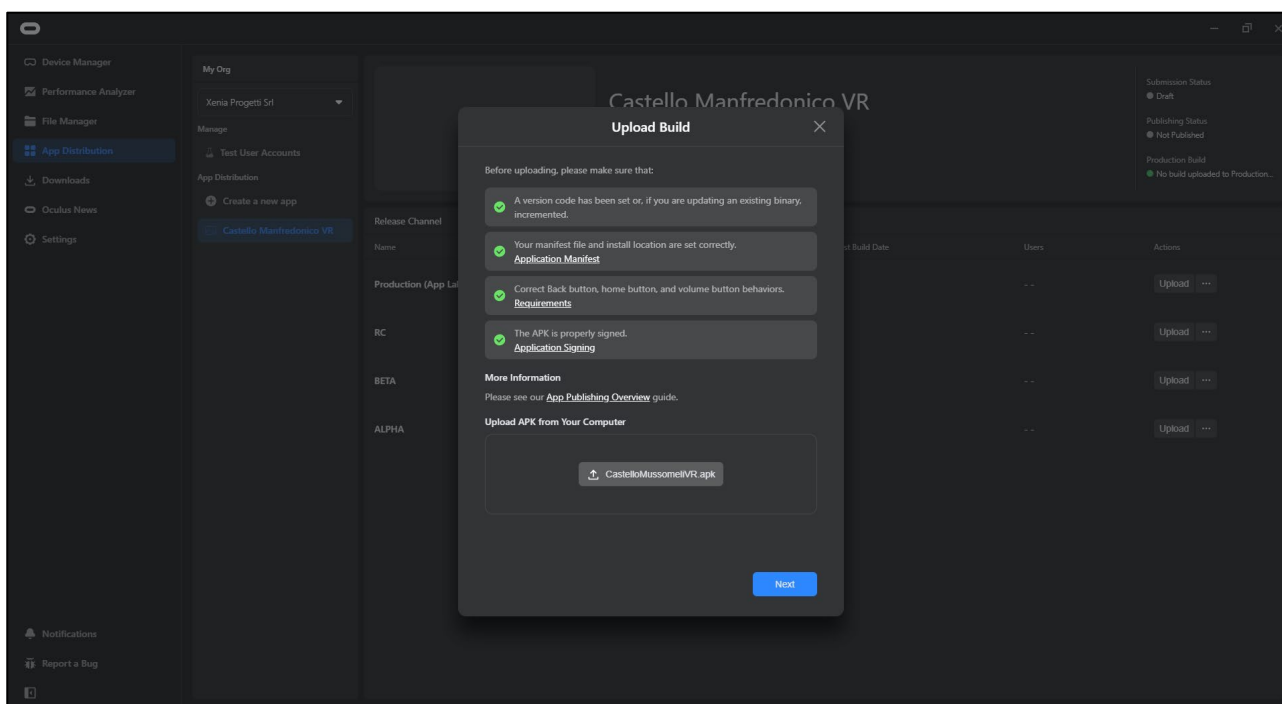 Device Manager
Performance Analyzer
File Manager
App Distribution
Downloads
Oculus News
Settings
Notifications
Report a Bug
My Org
Xenia Progetti Srl
Manage
Test User Accounts
App Distribution
Create a new app
Castello Manfredonico VR
Castello Manfredonico VR
Submission Status
Draft
Publishing Status
Not Published
Production Build
No build uploaded to Production...
Release Channel
Name
st Build Date
Users
Actions
Production (App La
- -
Upload ...
RC
- -
Upload ...
BETA
- -
Upload ...
ALPHA
- -
Upload ...
Upload Build
Before uploading, please make sure that:
A version code has been set or, if you are updating an existing binary,
incremented.
Your manifest file and install location are set correctly.
Application Manifest
Correct Back button, home button, and volume button behaviors.
Requirements
The APK is properly signed.
Application Signing
More Information
Please see our App Publishing Overview guide.
Upload APK from Your Computer
CastelloMussomeliVR.apk
Next